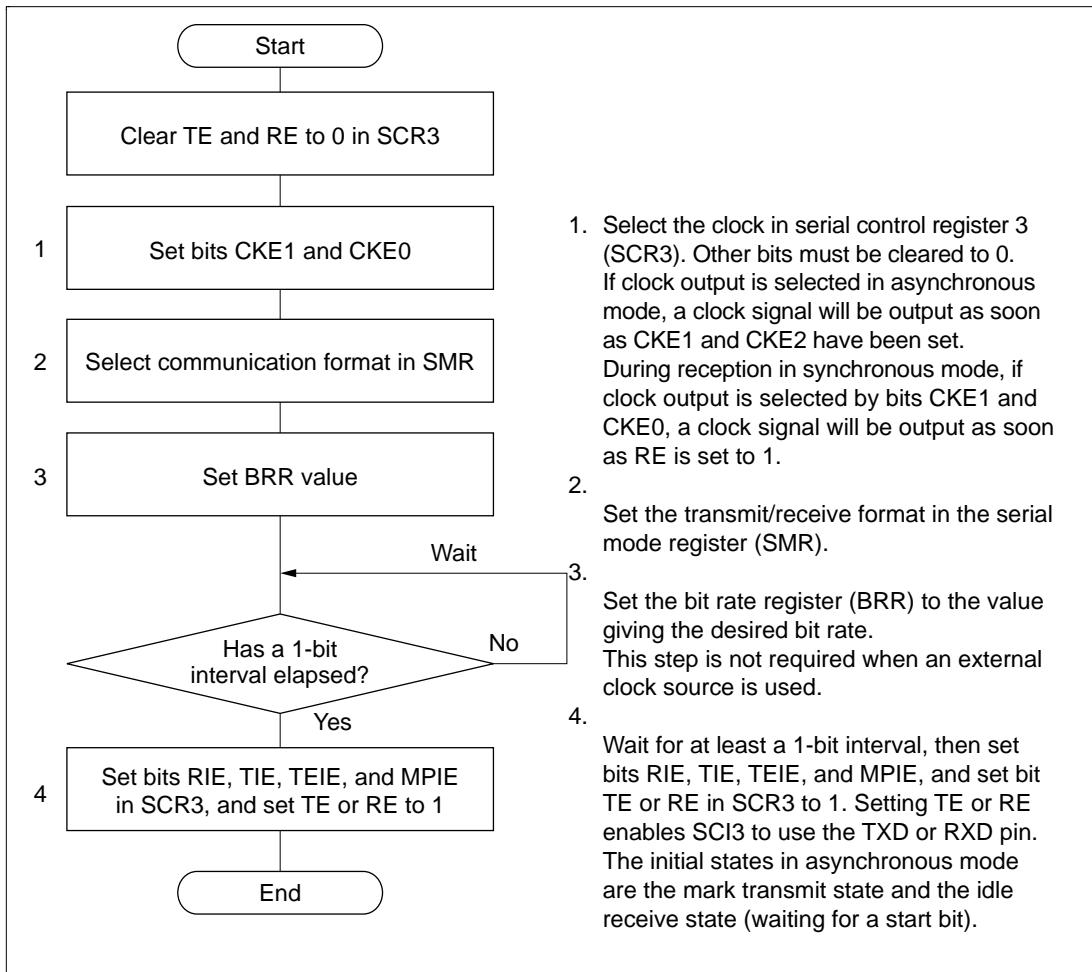 Start
Clear TE and RE to 0 in SCR3
1
Set bits CKE1 and CKE0
2
Select communication format in SMR
3
Set BRR value
Wait
Has a 1-bit
interval elapsed?
No
Yes
4
Set bits RIE, TIE, TEIE, and MPIE
in SCR3, and set TE or RE to 1
End
1. Select the clock in serial control register 3
(SCR3). Other bits must be cleared to 0.
If clock output is selected in asynchronous
mode, a clock signal will be output as soon
as CKE1 and CKE2 have been set.
During reception in synchronous mode, if
clock output is selected by bits CKE1 and
CKE0, a clock signal will be output as soon
as RE is set to 1.
2.
Set the transmit/receive format in the serial
mode register (SMR).
3.
Set the bit rate register (BRR) to the value
giving the desired bit rate.
This step is not required when an external
clock source is used.
4.
Wait for at least a 1-bit interval, then set
bits RIE, TIE, TEIE, and MPIE, and set bit
TE or RE in SCR3 to 1. Setting TE or RE
enables SCI3 to use the TXD or RXD pin.
The initial states in asynchronous mode
are the mark transmit state and the idle
receive state (waiting for a start bit).